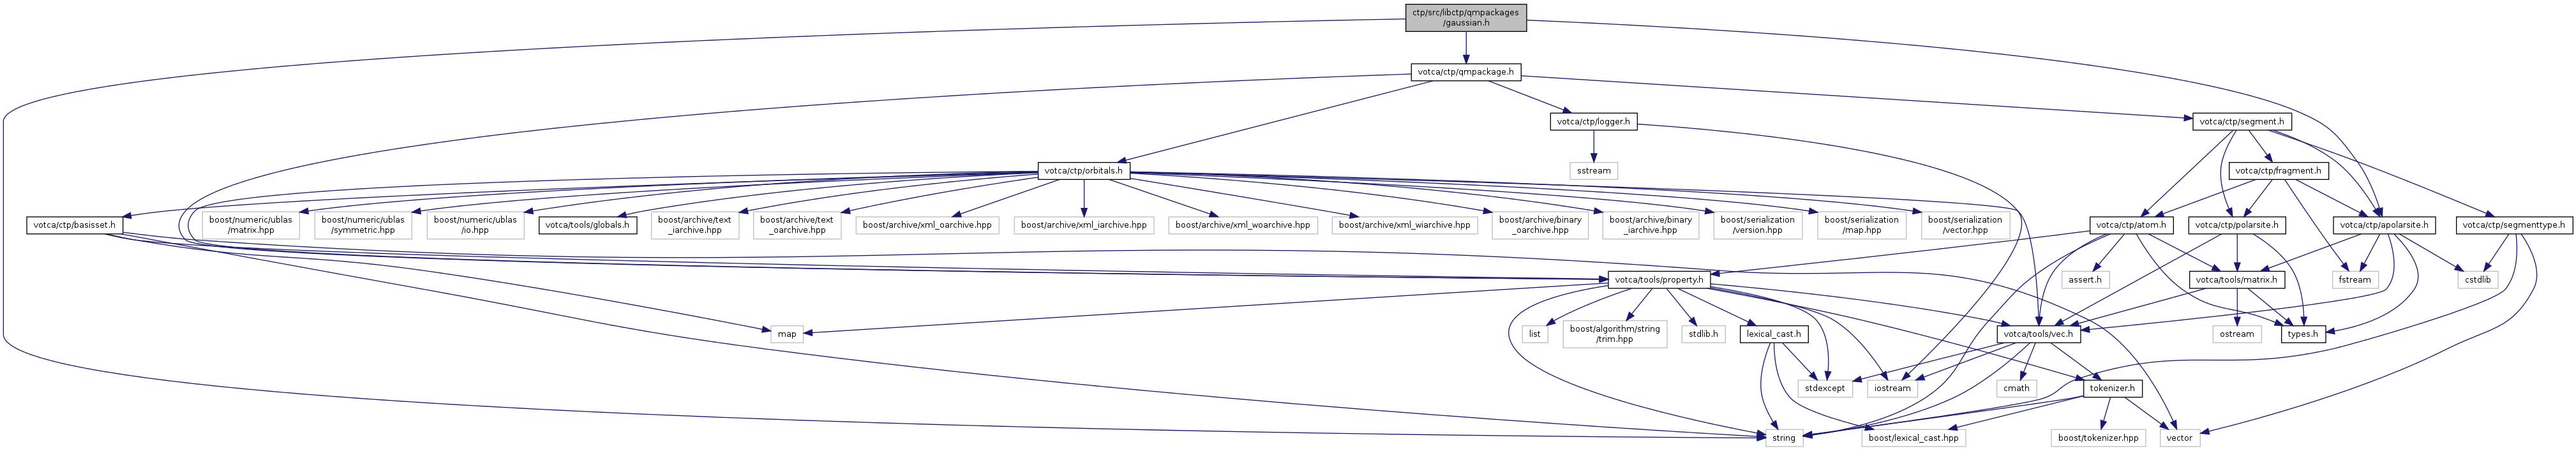 ctp/src/libctp/qmpackages
/gaussian.h
votca/ctp/qmpackage.h
votca/ctp/logger.h
votca/ctp/segment.h
votca/ctp/orbitals.h
sstream
votca/ctp/fragment.h
votca/ctp/basisset.h
boost/numeric/ublas
/matrix.hpp
boost/numeric/ublas
/symmetric.hpp
boost/numeric/ublas
/io.hpp
votca/tools/globals.h
boost/archive/text
_iarchive.hpp
boost/archive/text
_oarchive.hpp
boost/archive/xml_oarchive.hpp
boost/archive/xml_iarchive.hpp
boost/archive/xml_woarchive.hpp
boost/archive/xml_wiarchive.hpp
boost/archive/binary
_oarchive.hpp
boost/archive/binary
_iarchive.hpp
boost/serialization
/version.hpp
boost/serialization
/map.hpp
boost/serialization
/vector.hpp
votca/ctp/atom.h
votca/ctp/polarsite.h
votca/ctp/apolarsite.h
votca/ctp/segmenttype.h
votca/tools/property.h
assert.h
votca/tools/matrix.h
fstream
cstdlib
map
list
boost/algorithm/string
/trim.hpp
stdlib.h
lexical_cast.h
votca/tools/vec.h
ostream
types.h
stdexcept
iostream
cmath
tokenizer.h
string
boost/lexical_cast.hpp
boost/tokenizer.hpp
vector